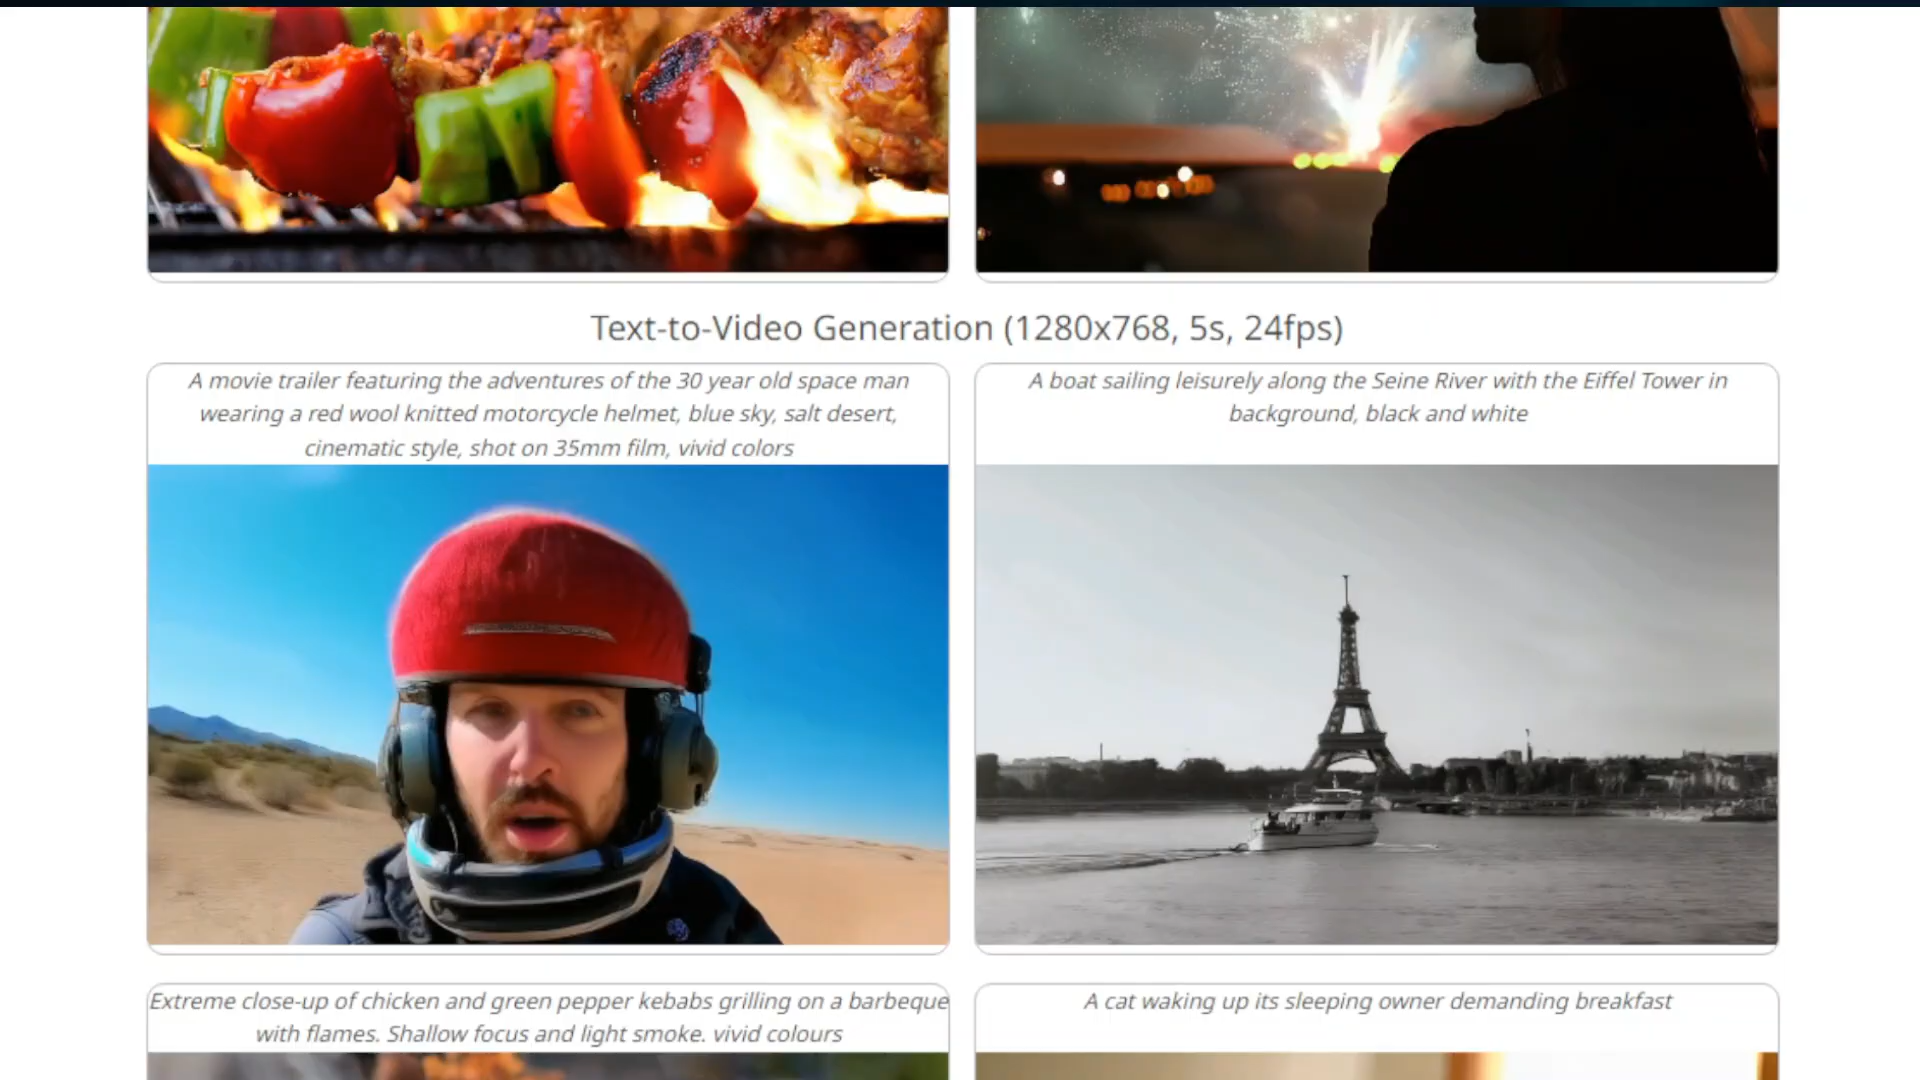 Text-to-Video Generation (1280x768, 5s, 24fps)
A movie trailer featuring the adventures of the 30 year old space man
wearing a red wool knitted motorcycle helmet, blue sky, salt desert,
cinematic style, shot on 35mm film, vivid colors
A boat sailing leisurely along the Seine River with the Eiffel Tower in
background, black and white
Extreme close-up of chicken and green pepper kebabs grilling on a barbeque
with flames. Shallow focus and light smoke. vivid colours
A cat waking up its sleeping owner demanding breakfast